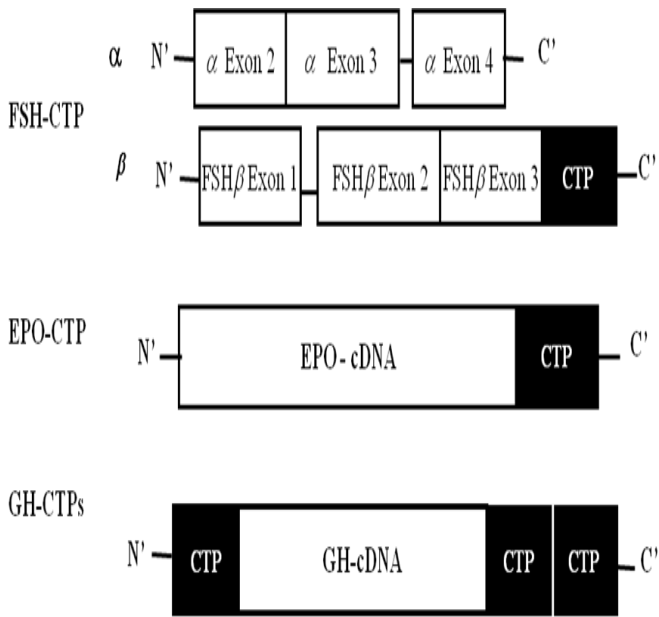 α N' α Exon 2 α Exon 3 α Exon 4 C'
FSH-CTP
β N' FSHβ Exon 1 FSHβ Exon 2 FSHβ Exon 3 CTP C'
EPO-CTP
N' EPO - cDNA CTP C'
GH-CTPs
N' CTP GH-cDNA CTP CTP C'